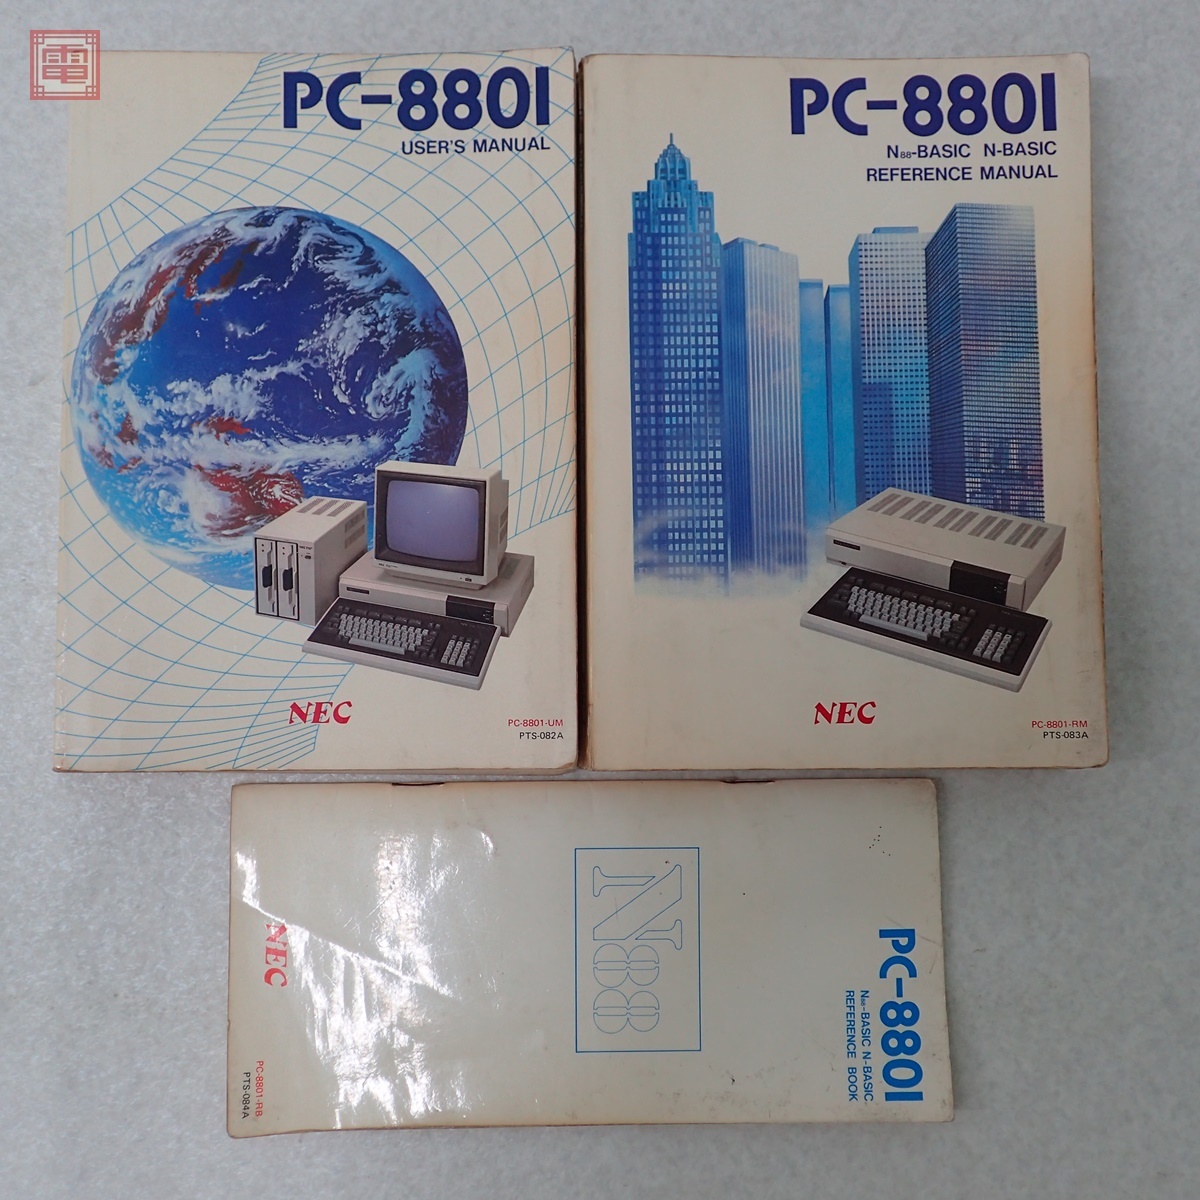 電
PC-8801
USER'S MANUAL
NEC
PC-8801-UM
PTS-082A
PC-8801
N88-BASIC N-BASIC
REFERENCE MANUAL
NEC
PC-8801-RM
PTS-083A
PC-8801
N88-BASIC N-BASIC
REFERENCE BOOK
N88
NEC
PC-8801-RB
PTS-084A